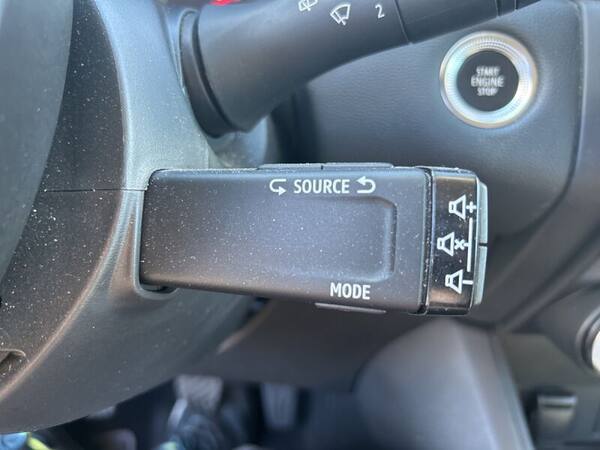 2
START
ENGINE
STOP
SOURCE
+
x
-
MODE